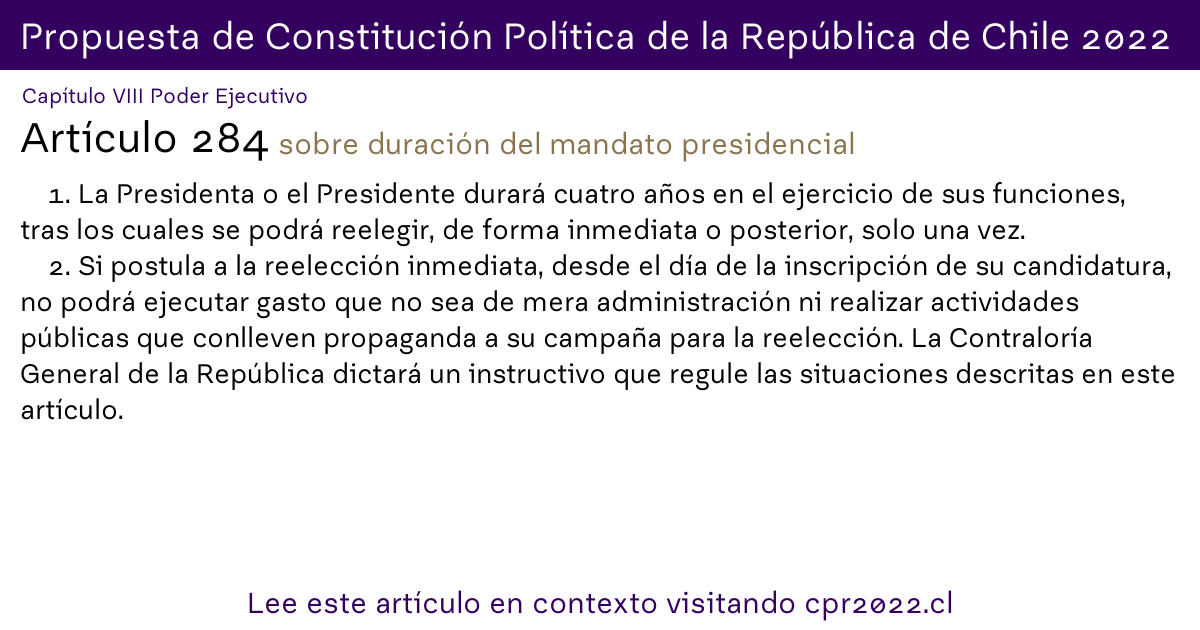 Propuesta de Constitución Política de la República de Chile 2022
Capítulo VIII Poder Ejecutivo
Artículo 284 sobre duración del mandato presidencial
1. La Presidenta o el Presidente durará cuatro años en el ejercicio de sus funciones,
tras los cuales se podrá reelegir, de forma inmediata o posterior, solo una vez.
2. Si postula a la reelección inmediata, desde el día de la inscripción de su candidatura,
no podrá ejecutar gasto que no sea de mera administración ni realizar actividades
públicas que conlleven propaganda a su campaña para la reelección. La Contraloría
General de la República dictará un instructivo que regule las situaciones descritas en este
artículo.
Lee este artículo en contexto visitando cpr2022.cl